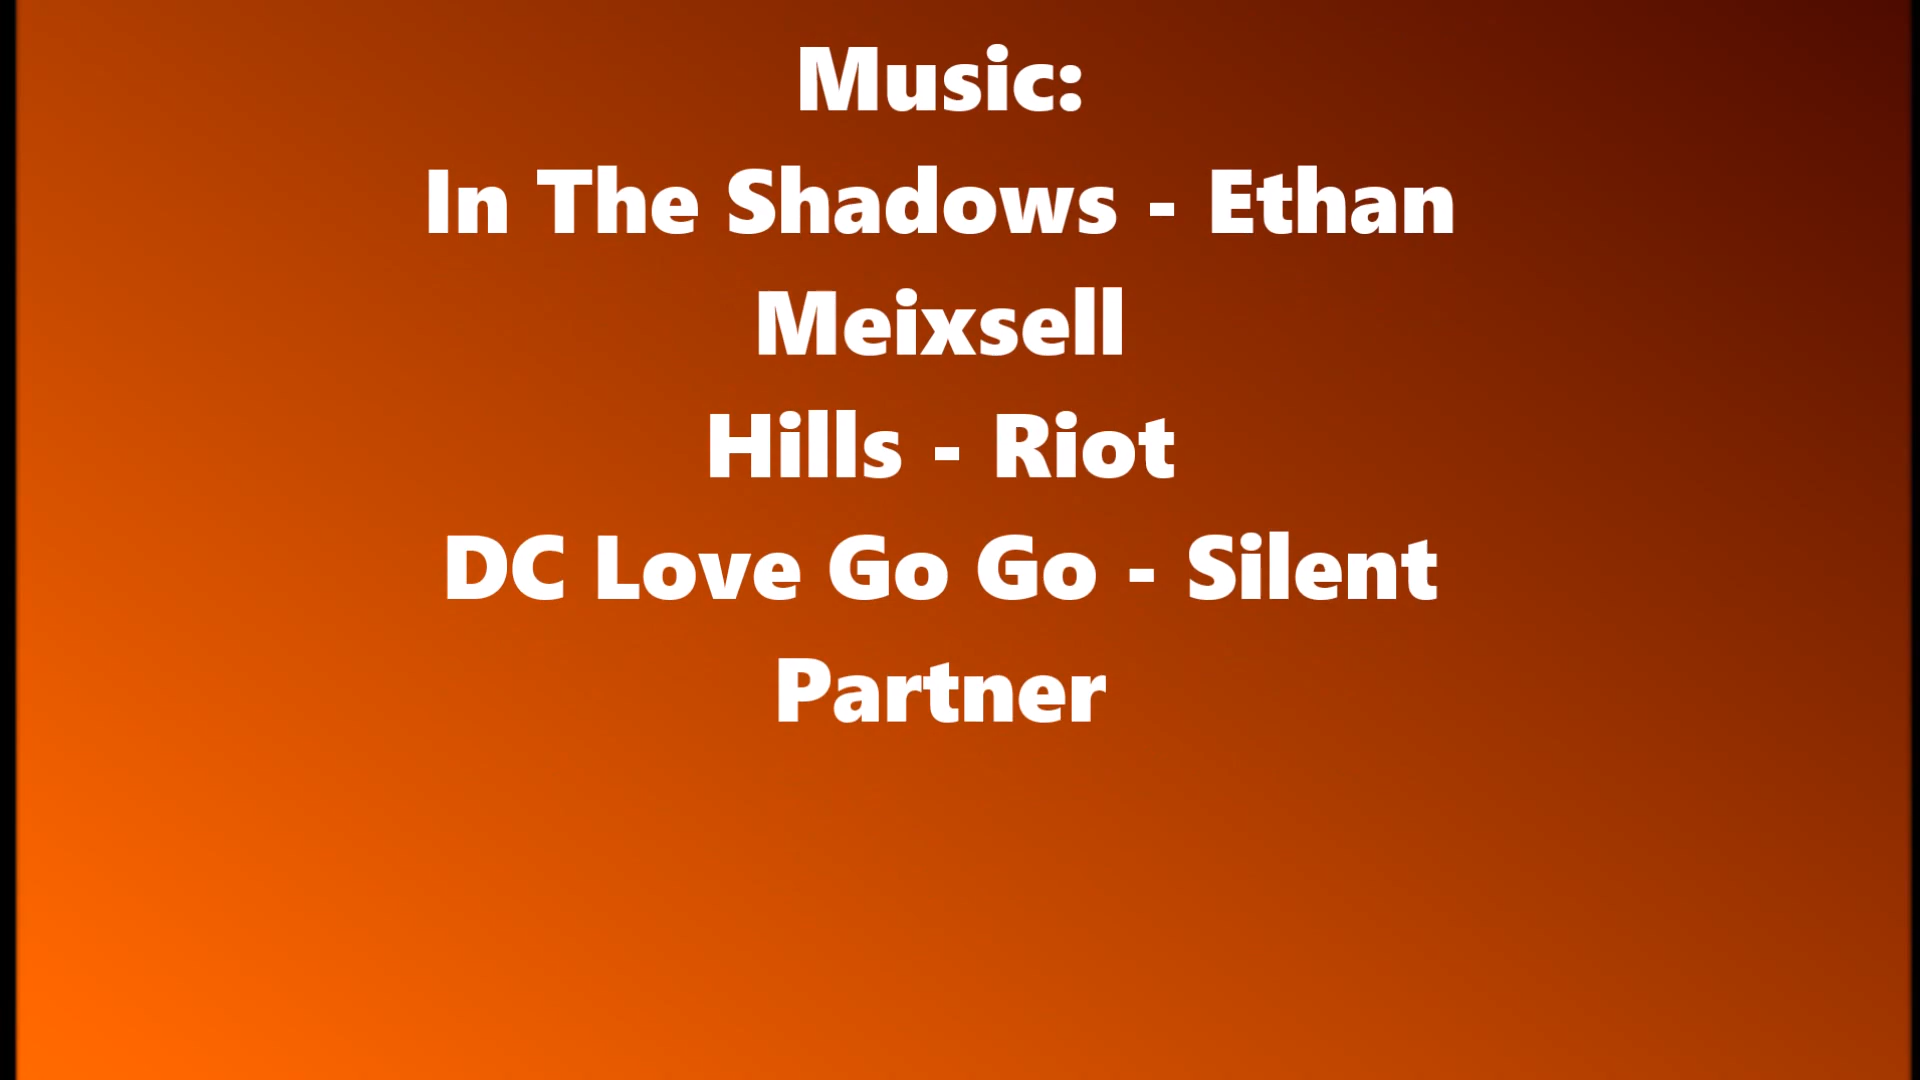 Music:
In The Shadows - Ethan
Meixsell
Hills - Riot
DC Love Go Go - Silent
Partner